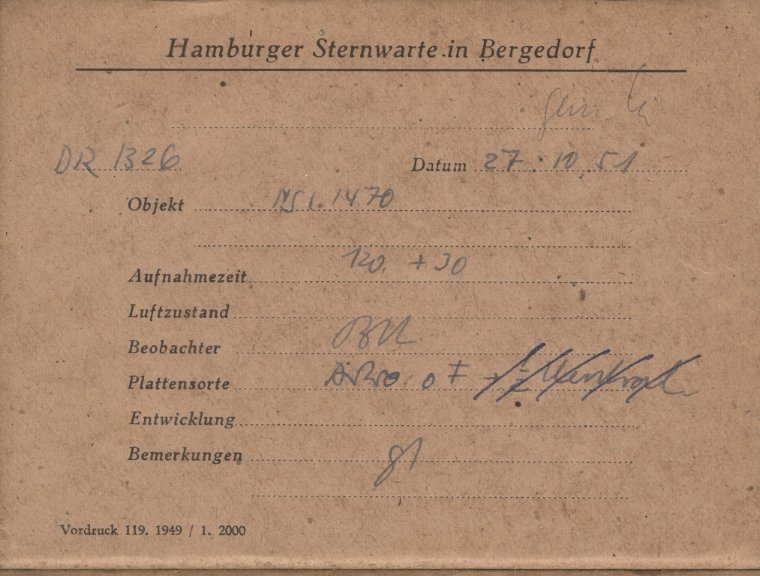 Hamburger Sternwarte in Bergedorf
DR 1326 Datum 27. 10, 51
Objekt 1470
Aufnahmezeit 120. + 30
Luftzustand
Beobachter
Plattensorte
Entwicklung
Bemerkungen
Vordruck 119. 1949 / 1. 2000